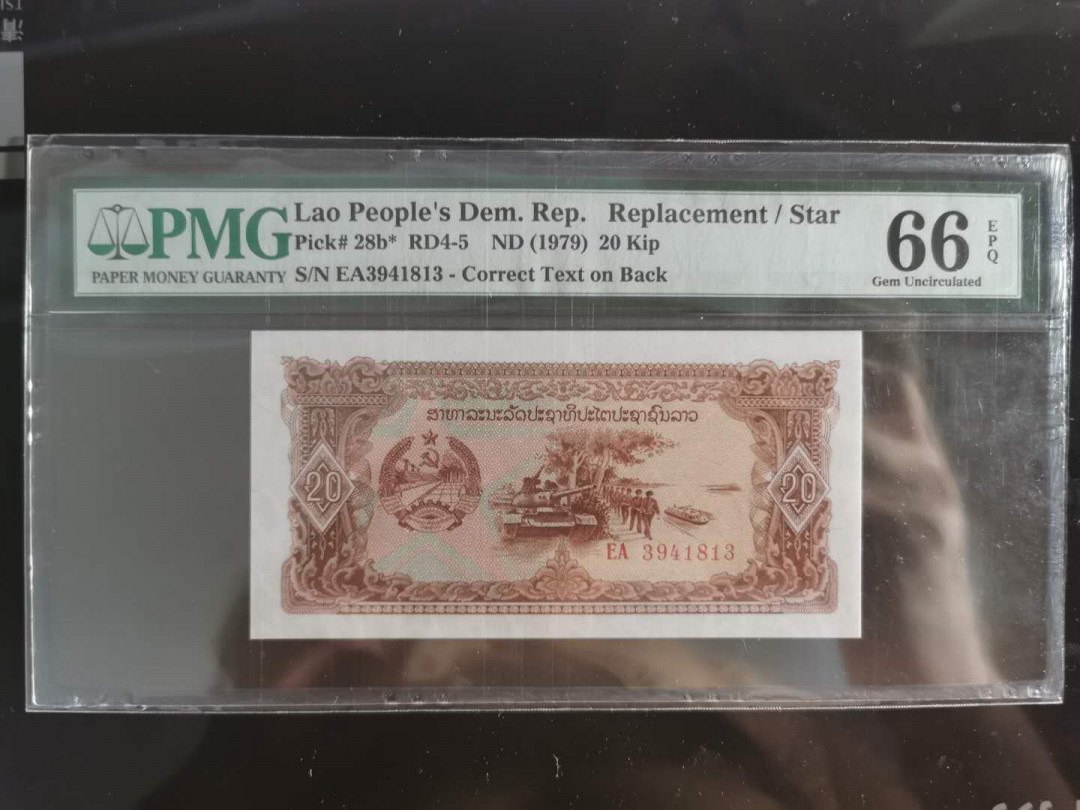 PMG
PAPER MONEY GUARANTY
Lao People's Dem. Rep. Replacement / Star
Pick# 28b* RD4-5 ND (1979) 20 Kip
S/N EA3941813 - Correct Text on Back
66
EPQ
Gem Uncirculated
ສາທາລະນະລັດປະຊາທິປະໄຕປະຊາຊົນລາວ
20
20
EA 3941813